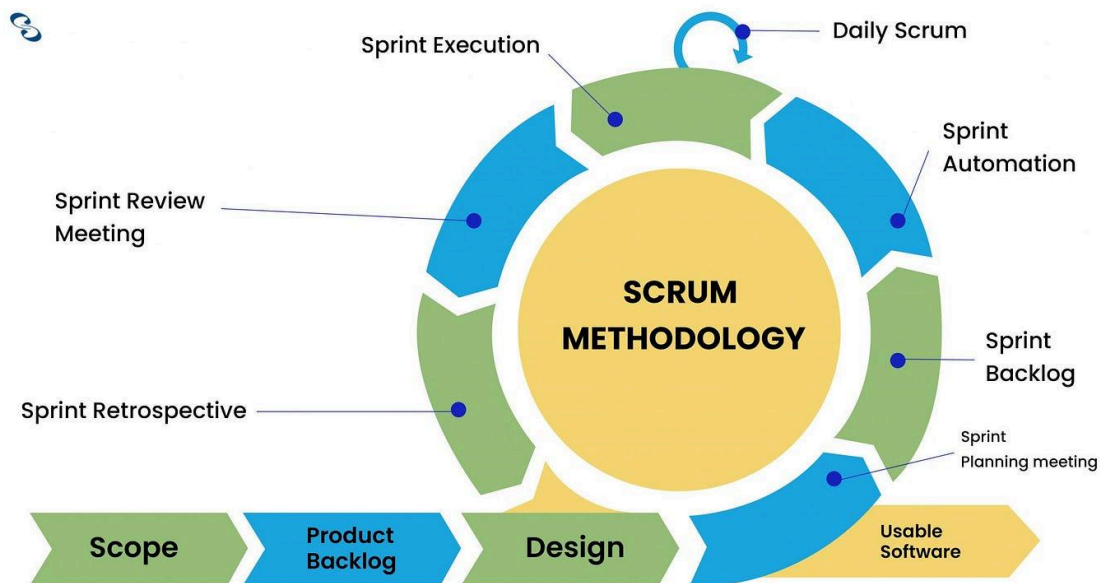 Sprint Execution
Daily Scrum
Sprint
Automation
Sprint Review
Meeting
SCRUM
METHODOLOGY
Sprint
Backlog
Sprint Retrospective
Sprint
Planning meeting
Scope
Product
Backlog
Design
Usable
Software